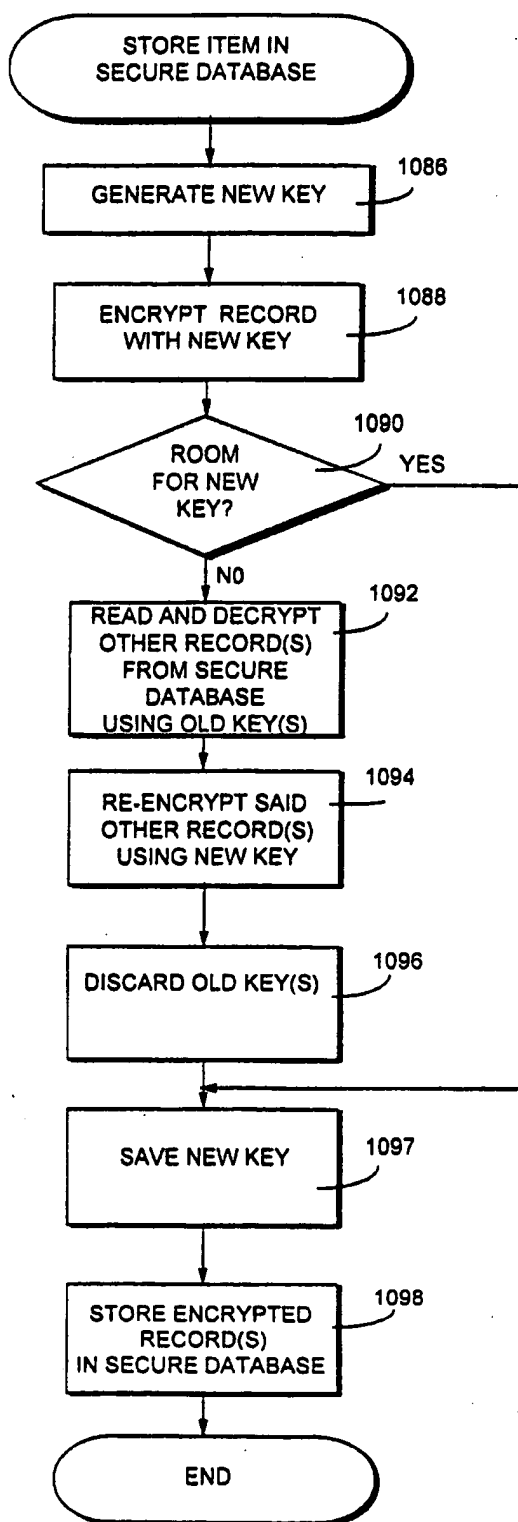 STORE ITEM IN
SECURE DATABASE
1086
GENERATE NEW KEY
1088
ENCRYPT RECORD
WITH NEW KEY
1090
ROOM
FOR NEW
KEY?
YES
N0
1092
READ AND DECRYPT
OTHER RECORD(S)
FROM SECURE
DATABASE
USING OLD KEY(S)
1094
RE-ENCRYPT SAID
OTHER RECORD(S)
USING NEW KEY
1096
DISCARD OLD KEY(S)
SAVE NEW KEY
1097
1098
STORE ENCRYPTED
RECORD(S)
IN SECURE DATABASE
END